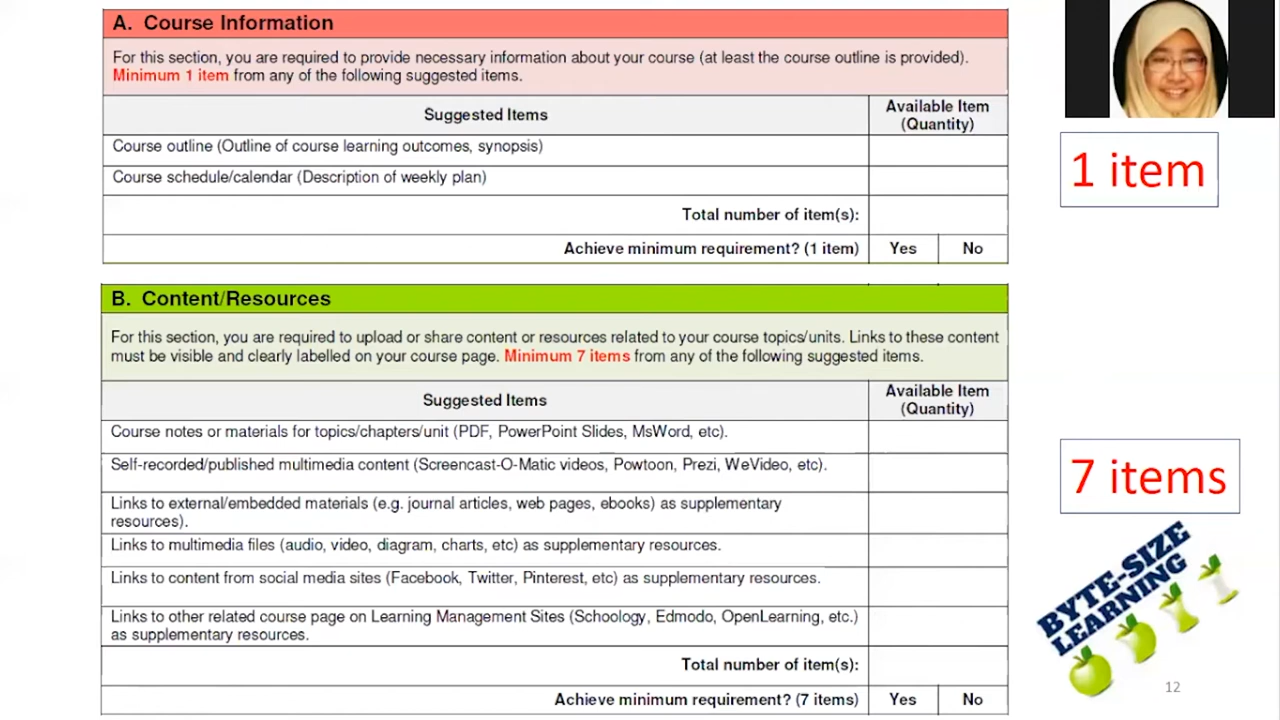 A. Course Information
For this section, you are required to provide necessary information about your course (at least the course outline is provided).
Minimum 1 item from any of the following suggested items.
Suggested Items
Available Item
(Quantity)
Course outline (Outline of course learning outcomes, synopsis)
Course schedule/calendar (Description of weekly plan)
Total number of item(s):
Achieve minimum requirement? (1 item)
Yes
No
1 item
B. Content/Resources
For this section, you are required to upload or share content or resources related to your course topics/units. Links to these content
must be visible and clearly labelled on your course page. Minimum 7 items from any of the following suggested items.
Suggested Items
Available Item
(Quantity)
Course notes or materials for topics/chapters/unit (PDF, PowerPoint Slides, MsWord, etc).
Self-recorded/published multimedia content (Screencast-O-Matic videos, Powtoon, Prezi, WeVideo, etc).
Links to external/embedded materials (e.g. journal articles, web pages, ebooks) as supplementary
resources).
Links to multimedia files (audio, video, diagram, charts, etc) as supplementary resources.
Links to content from social media sites (Facebook, Twitter, Pinterest, etc) as supplementary resources.
Links to other related course page on Learning Management Sites (Schoology, Edmodo, OpenLearning, etc.)
as supplementary resources.
Total number of item(s):
Achieve minimum requirement? (7 items)
Yes
No
7 items
BYTE-SIZE
LEARNING
12